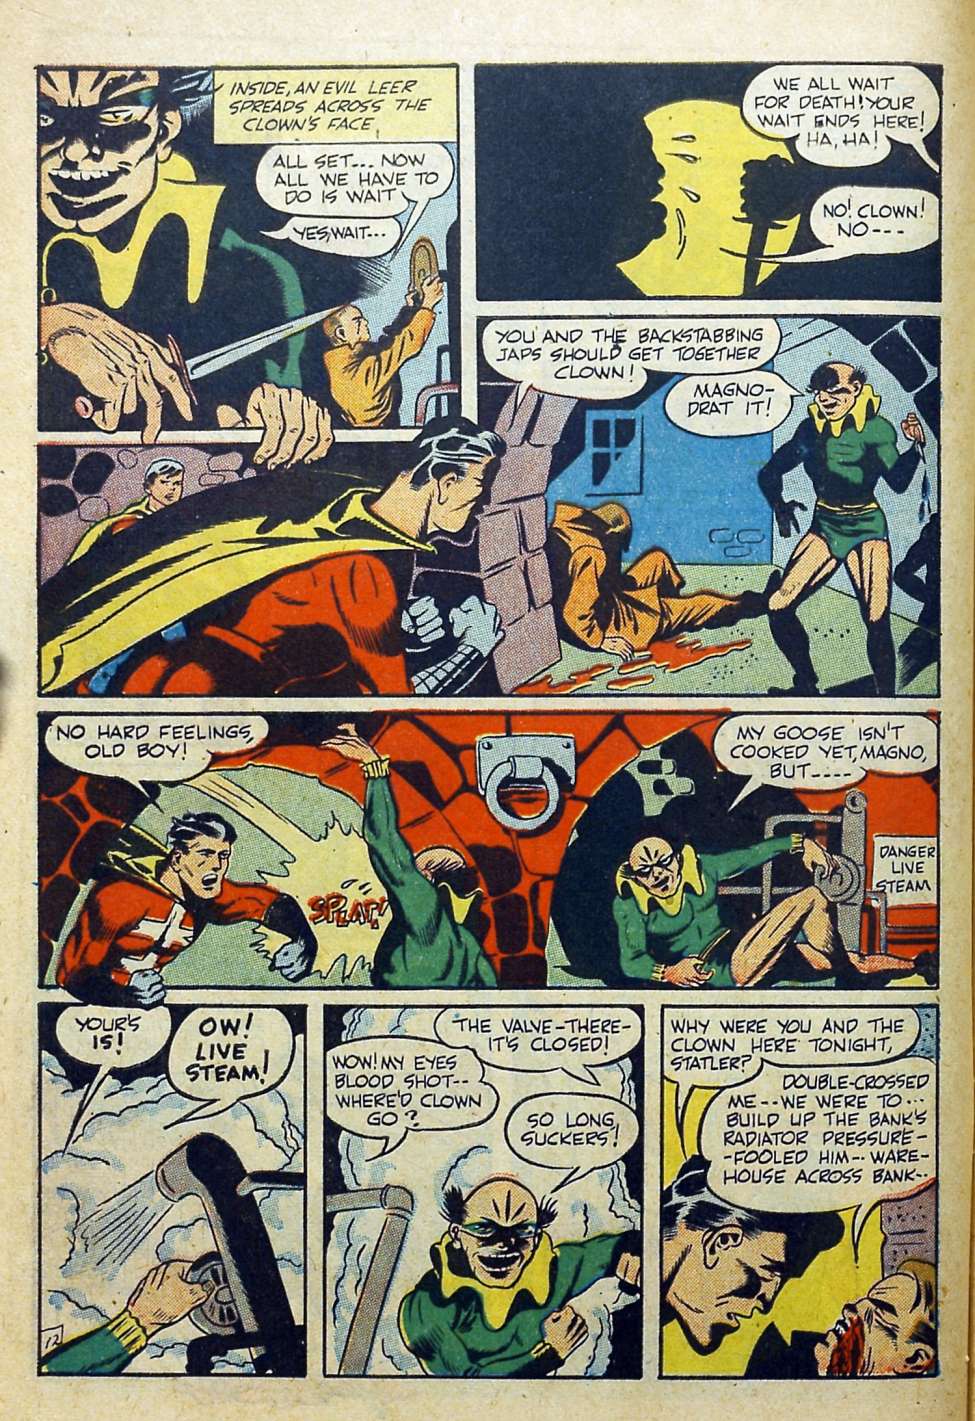 INSIDE, AN EVIL LEER
SPREADS ACROSS THE
CLOWN'S FACE
ALL SET... NOW
ALL WE HAVE TO
DO IS WAIT
YES, WAIT...
WE ALL WAIT
FOR DEATH! YOUR
WAIT ENDS HERE!
HA, HA!
NO! CLOWN!
NO---
YOU AND THE BACKSTABBING
JAPS SHOULD GET TOGETHER
CLOWN!
MAGNO-
DRAT IT!
NO HARD FEELINGS,
OLD BOY!
SPLAT!
MY GOOSE ISN'T
COOKED YET, MAGNO,
BUT----
DANGER
LIVE
STEAM
YOUR'S
IS!
OW!
LIVE
STEAM!
12
THE VALVE-THERE-
IT'S CLOSED!
WOW! MY EYES
BLOOD SHOT--
WHERE'D CLOWN
GO?
SO LONG,
SUCKERS!
WHY WERE YOU AND THE
CLOWN HERE TONIGHT,
STATLER?
DOUBLE-CROSSED
ME--WE WERE TO...
BUILD UP THE BANK'S
RADIATOR PRESSURE-
-FOOLED HIM--WARE-
HOUSE ACROSS BANK--